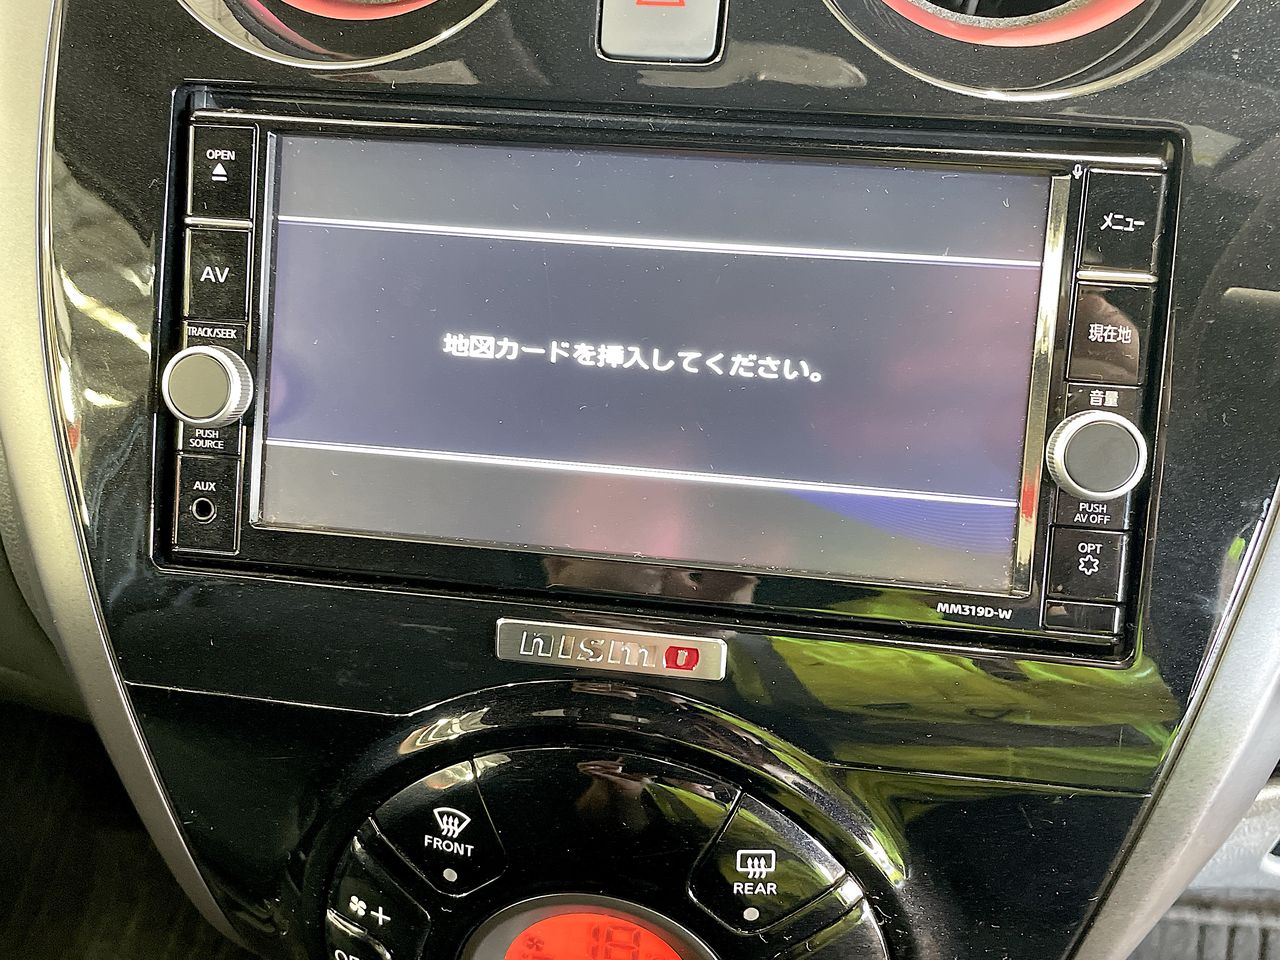 OPEN
AV
TRACK/SEEK
PUSH
SOURCE
AUX
地図カードを挿入してください。
メニュー
現在地
音量
PUSH
AV OFF
OPT
MM319D-W
nismo
FRONT
REAR
18